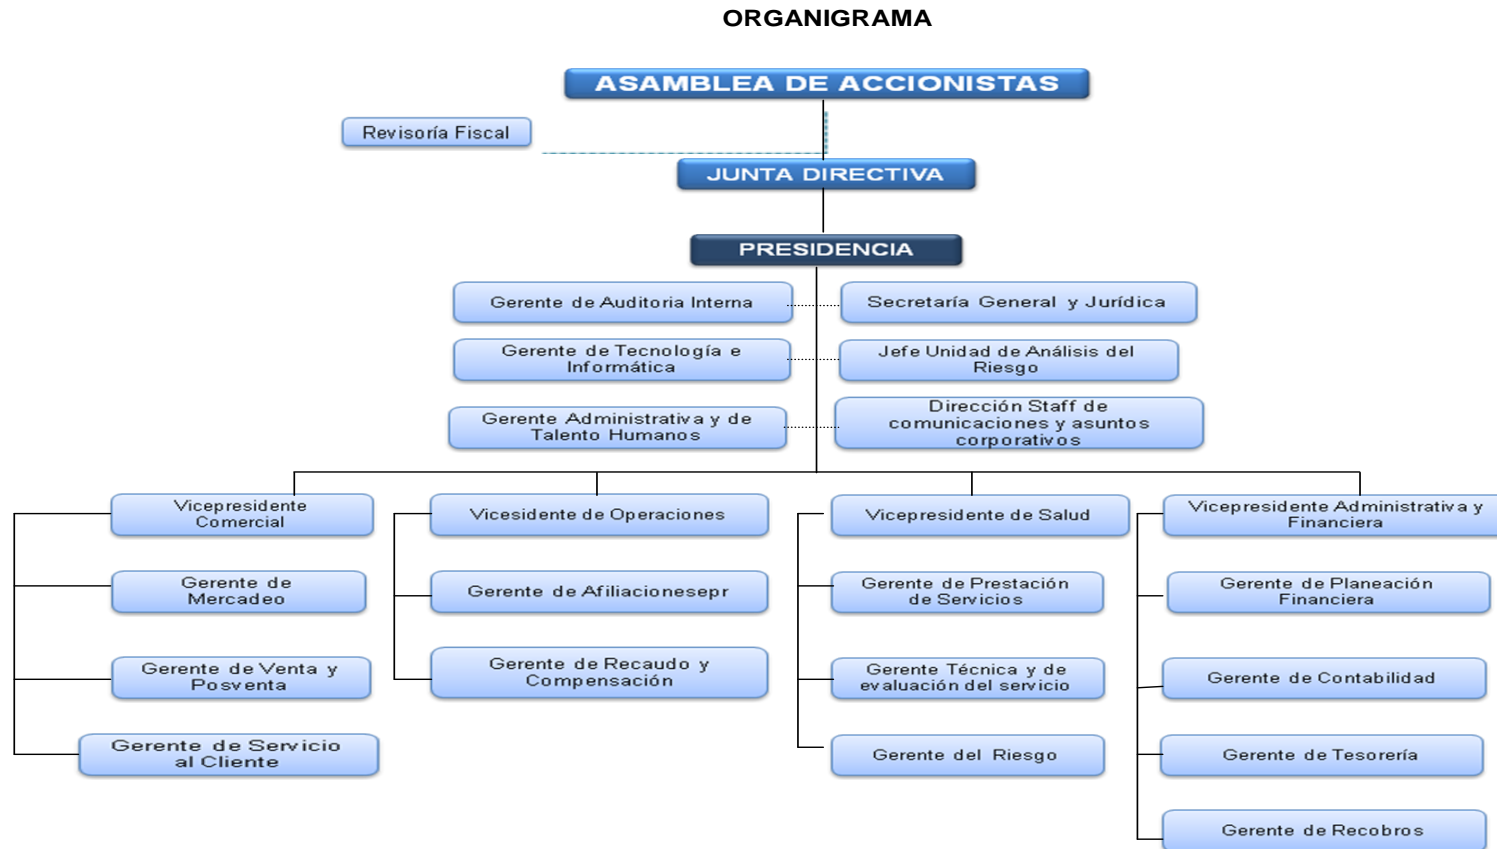 ORGANIGRAMA
ASAMBLEA DE ACCIONISTAS
Revisoría Fiscal
JUNTA DIRECTIVA
PRESIDENCIA
Gerente de Auditoria Interna
Secretaría General y Jurídica
Gerente de Tecnología e
Informática
Jefe Unidad de Análisis del
Riesgo
Gerente Administrativa y de
Talento Humanos
Dirección Staff de
comunicaciones y asuntos
corporativos
Vicepresidente
Comercial
Vicesidente de Operaciones
Vicepresidente de Salud
Vicepresidente Administrativa y
Financiera
Gerente de
Mercadeo
Gerente de Afiliacionesepr
Gerente de Prestación
de Servicios
Gerente de Planeación
Financiera
Gerente de Venta y
Posventa
Gerente de Recaudo y
Compensación
Gerente Técnica y de
evaluación del servicio
Gerente de Contabilidad
Gerente de Servicio
al Cliente
Gerente del Riesgo
Gerente de Tesorería
Gerente de Recobros